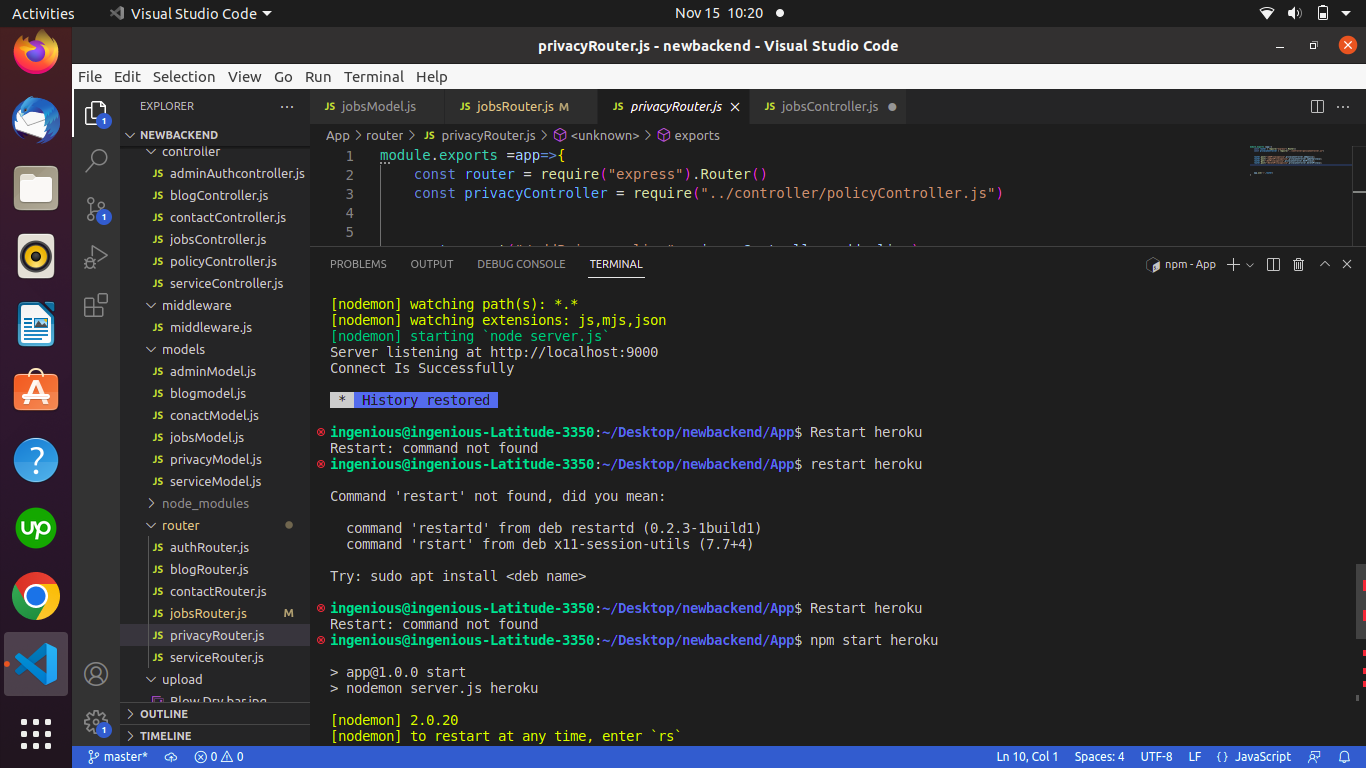 Activities Visual Studio Code Nov 15 10:20
privacyRouter.js - newbackend - Visual Studio Code
File Edit Selection View Go Run Terminal Help
EXPLORER
NEWBACKEND
controller
JS adminAuthcontroller.js
JS blogController.js
JS contactController.js
JS jobsController.js
JS policyController.js
JS serviceController.js
middleware
JS middleware.js
models
JS adminModel.js
JS blogmodel.js
JS conactModel.js
JS jobsModel.js
JS privacyModel.js
JS serviceModel.js
node_modules
router
JS authRouter.js
JS blogRouter.js
JS contactRouter.js
JS jobsRouter.js M
JS privacyRouter.js
JS serviceRouter.js
upload
OUTLINE
TIMELINE
JS jobsModel.js JS jobsRouter.js M JS privacyRouter.js JS jobsController.js
App > router > JS privacyRouter.js > <unknown> > exports
1 module.exports =app=>{
2 const router = require("express").Router()
3 const privacyController = require("../controller/policyController.js")
4
5
PROBLEMS OUTPUT DEBUG CONSOLE TERMINAL npm - App
[nodemon] watching path(s): *.*
[nodemon] watching extensions: js,mjs,json
[nodemon] starting `node server.js`
Server listening at http://localhost:9000
Connect Is Successfully
* History restored
ingenious@ingenious-Latitude-3350:~/Desktop/newbackend/App$ Restart heroku
Restart: command not found
ingenious@ingenious-Latitude-3350:~/Desktop/newbackend/App$ restart heroku
Command 'restart' not found, did you mean:
command 'restartd' from deb restartd (0.2.3-1build1)
command 'rstart' from deb x11-session-utils (7.7+4)
Try: sudo apt install <deb name>
ingenious@ingenious-Latitude-3350:~/Desktop/newbackend/App$ Restart heroku
Restart: command not found
ingenious@ingenious-Latitude-3350:~/Desktop/newbackend/App$ npm start heroku
> app@1.0.0 start
> nodemon server.js heroku
[nodemon] 2.0.20
[nodemon] to restart at any time, enter `rs`
master* 0 0 Ln 10, Col 1 Spaces: 4 UTF-8 LF {} JavaScript